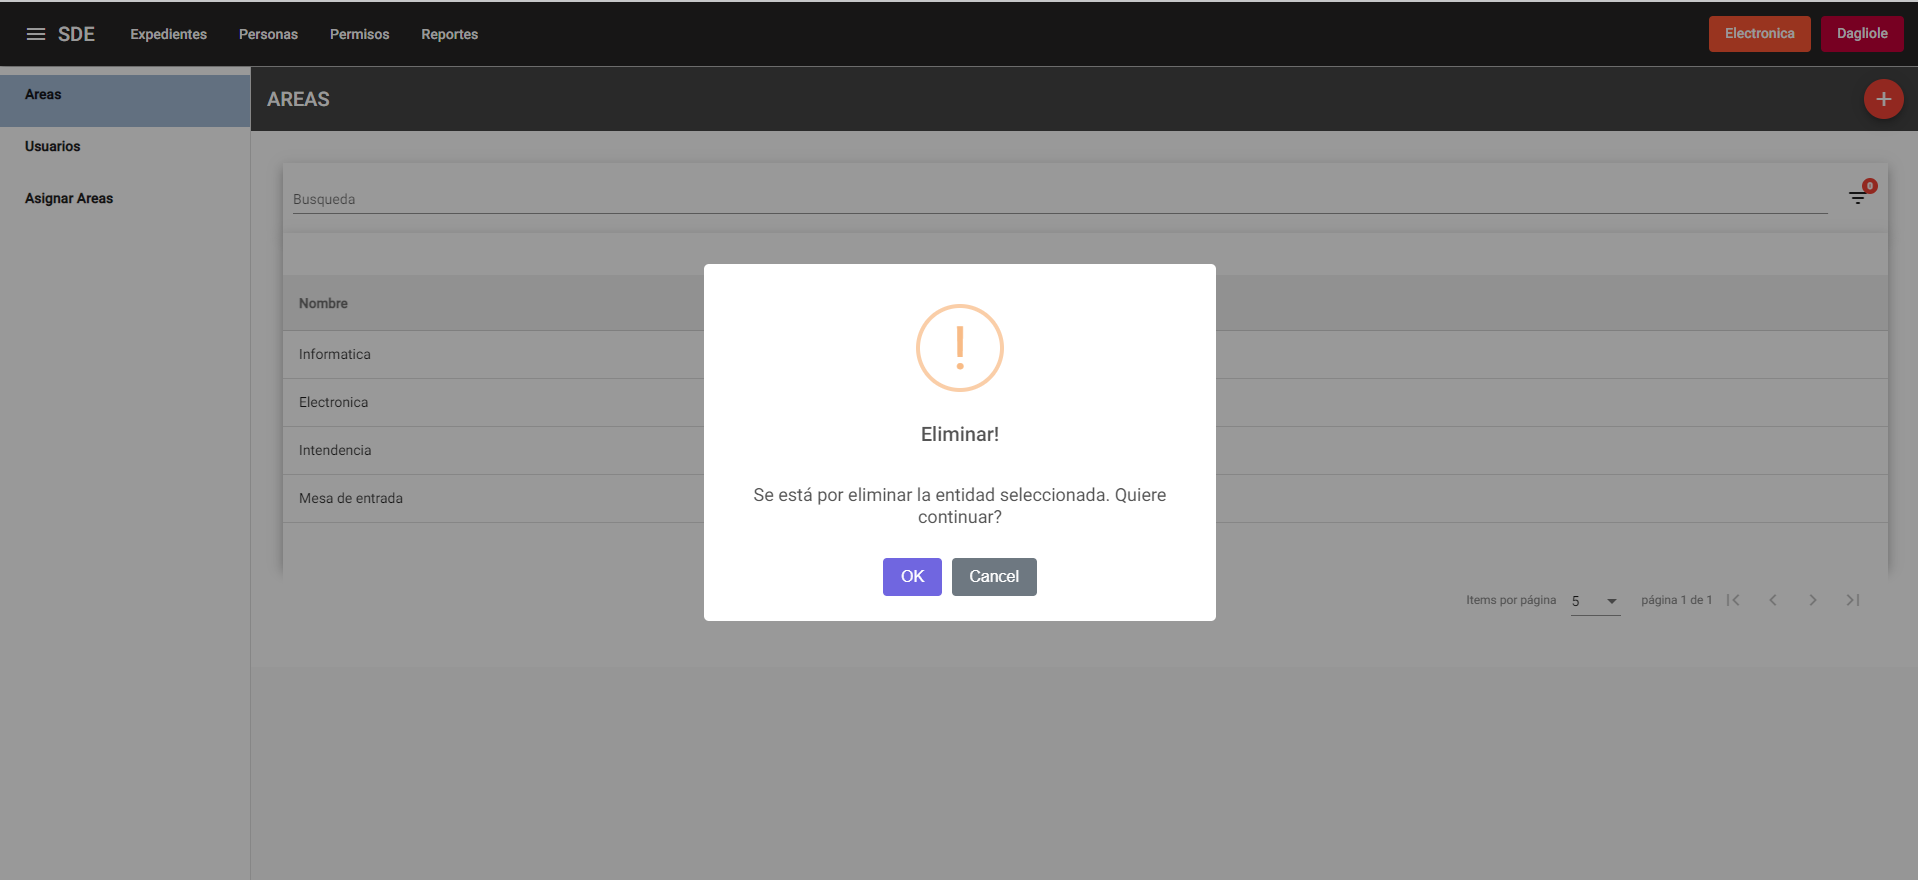 SDE
Expedientes
Personas
Permisos
Reportes
Electronica
Dagliole
Areas
Usuarios
Asignar Areas
AREAS
+
Busqueda
0
Nombre
Informatica
Electronica
Intendencia
Mesa de entrada
!
Eliminar!
Se está por eliminar la entidad seleccionada. Quiere
continuar?
OK
Cancel
Items por página
5
página 1 de 1